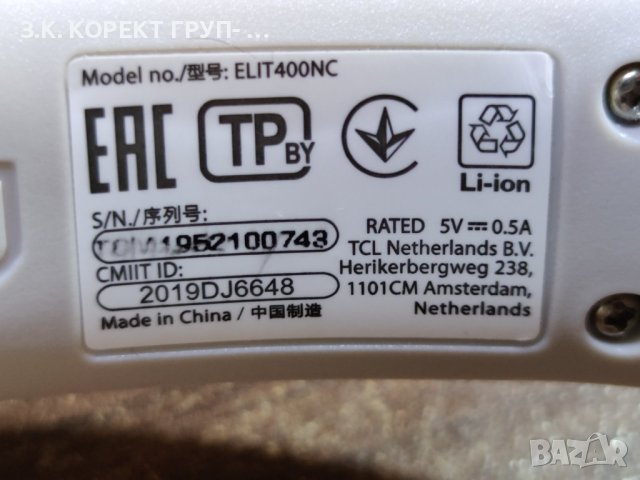 З.К. КОРЕКТ ГРУП-...
Model no./型号: ELIT400NC
EAC TP BY
Li-ion
S/N./序列号:
1952100743
RATED 5V⎓0.5A
TCL Netherlands B.V.
CMIIT ID:
Herikerbergweg 238,
2019DJ6648
1101CM Amsterdam,
Made in China / 中国制造
Netherlands
BAZAR